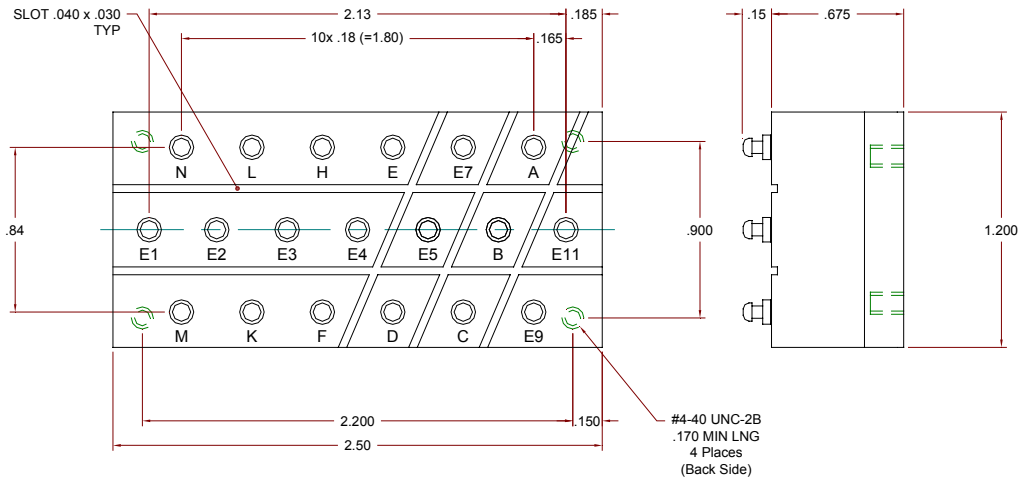 SLOT .040 x .030
TYP
2.13
.185
.15
.675
10x .18 (=1.80)
.165
N L H E E7 A
.84
.900
1.200
E1 E2 E3 E4 E5 B E11
M K F D C E9
2.200
.150
2.50
#4-40 UNC-2B
.170 MIN LNG
4 Places
(Back Side)